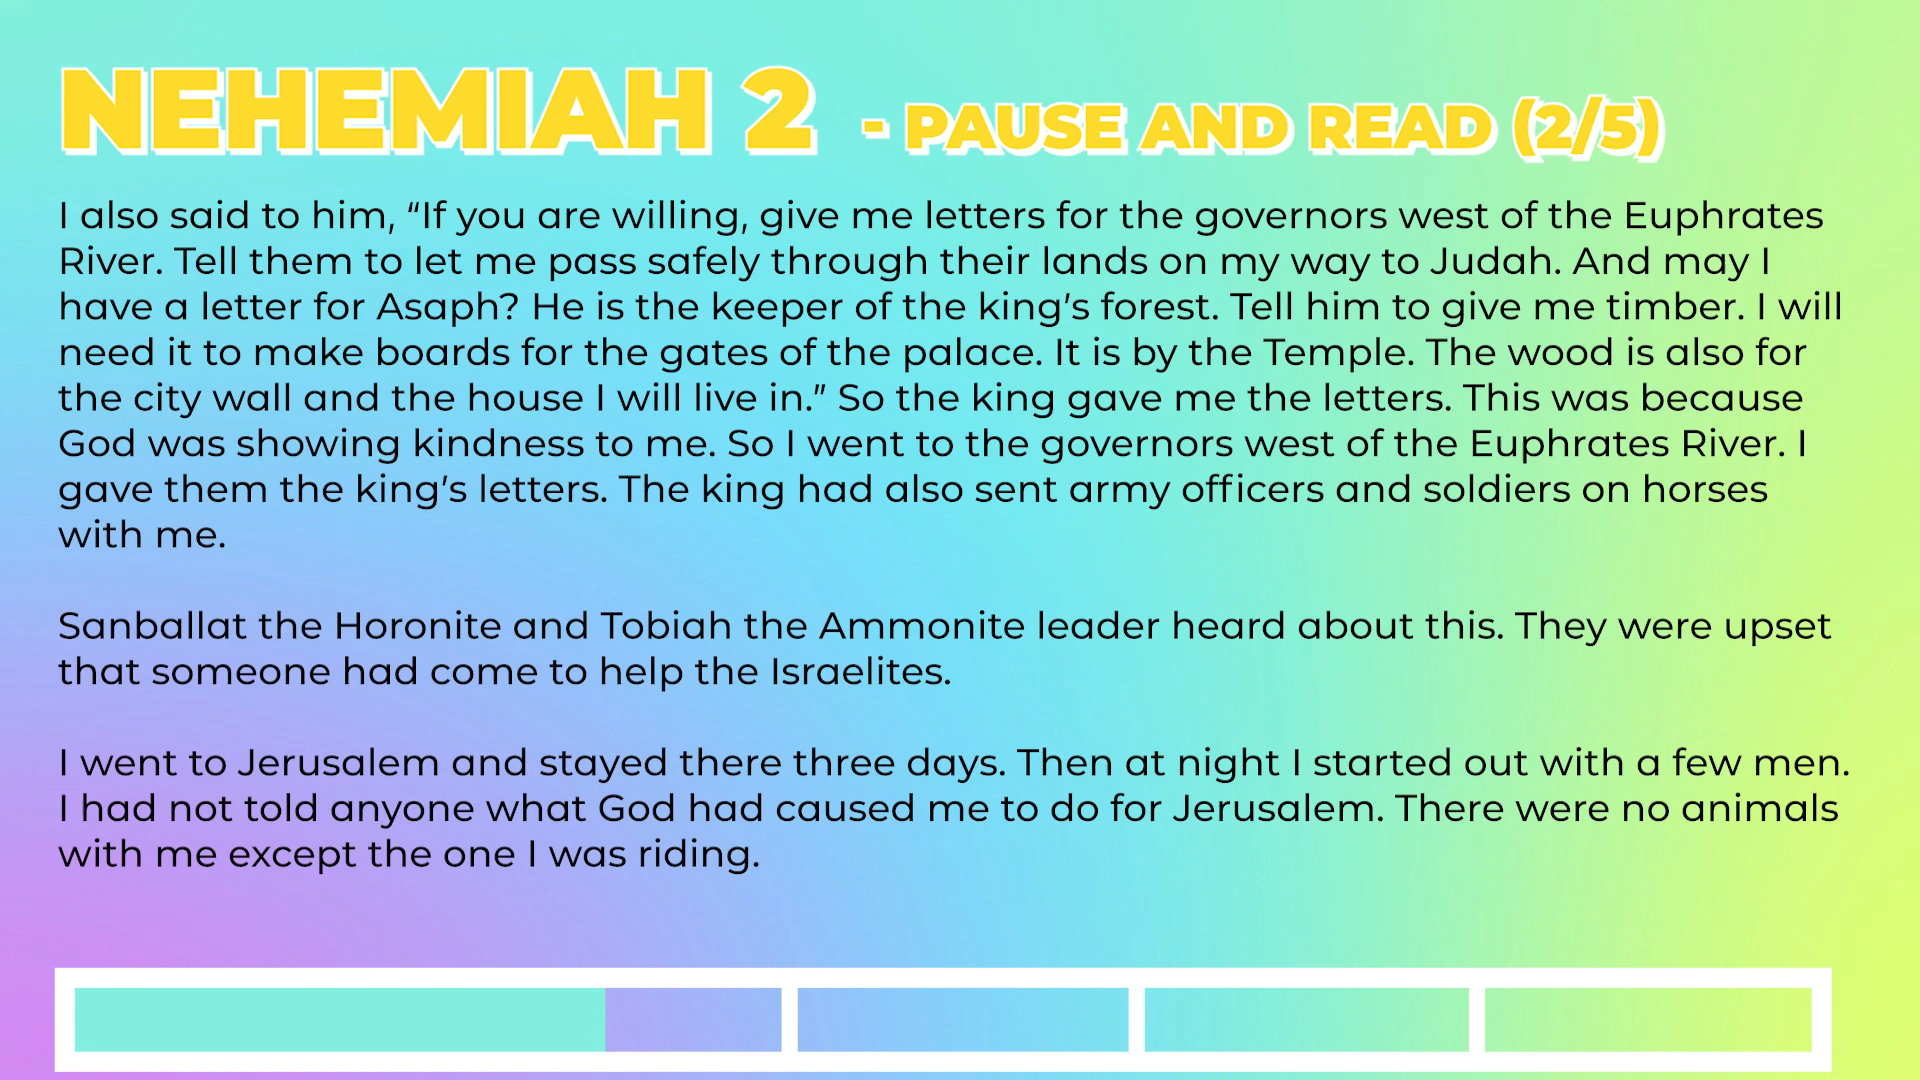 NEHEMIAH 2 - PAUSE AND READ (2/5)
I also said to him, “If you are willing, give me letters for the governors west of the Euphrates
River. Tell them to let me pass safely through their lands on my way to Judah. And may I
have a letter for Asaph? He is the keeper of the king’s forest. Tell him to give me timber. I will
need it to make boards for the gates of the palace. It is by the Temple. The wood is also for
the city wall and the house I will live in.” So the king gave me the letters. This was because
God was showing kindness to me. So I went to the governors west of the Euphrates River. I
gave them the king’s letters. The king had also sent army officers and soldiers on horses
with me.
Sanballat the Horonite and Tobiah the Ammonite leader heard about this. They were upset
that someone had come to help the Israelites.
I went to Jerusalem and stayed there three days. Then at night I started out with a few men.
I had not told anyone what God had caused me to do for Jerusalem. There were no animals
with me except the one I was riding.